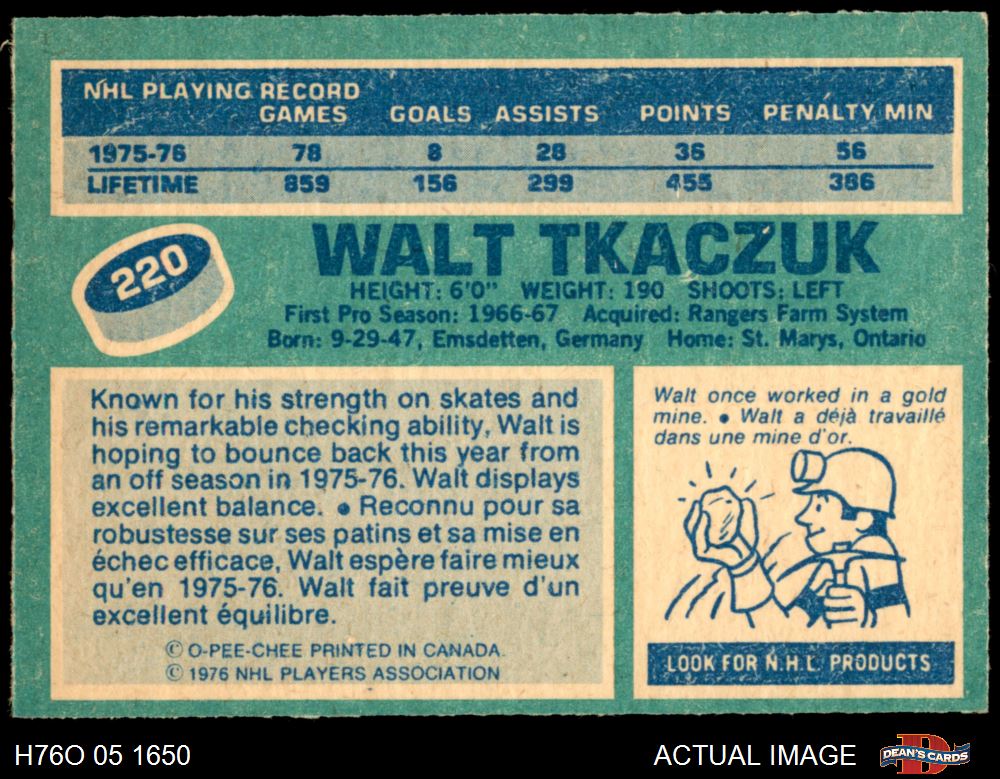 NHL PLAYING RECORD
GAMES GOALS ASSISTS POINTS PENALTY MIN
1975-76 78 8 28 36 56
LIFETIME 859 156 299 455 386
220
WALT TKACZUK
HEIGHT: 6'0" WEIGHT: 190 SHOOTS: LEFT
First Pro Season: 1966-67 Acquired: Rangers Farm System
Born: 9-29-47, Emsdetten, Germany Home: St. Marys, Ontario
Known for his strength on skates and
his remarkable checking ability, Walt is
hoping to bounce back this year from
an off season in 1975-76. Walt displays
excellent balance. ● Reconnu pour sa
robustesse sur ses patins et sa mise en
échec efficace, Walt espère faire mieux
qu'en 1975-76. Walt fait preuve d'un
excellent équilibre.
© O-PEE-CHEE PRINTED IN CANADA.
© 1976 NHL PLAYERS ASSOCIATION
Walt once worked in a gold
mine. ● Walt a déjà travaillé
dans une mine d'or.
LOOK FOR N.H.L. PRODUCTS
H76O 05 1650
ACTUAL IMAGE
D
DEAN'S CARDS